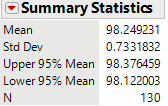 Summary Statistics
Mean 98.249231
Std Dev 0.7331832
Upper 95% Mean 98.376459
Lower 95% Mean 98.122003
N 130